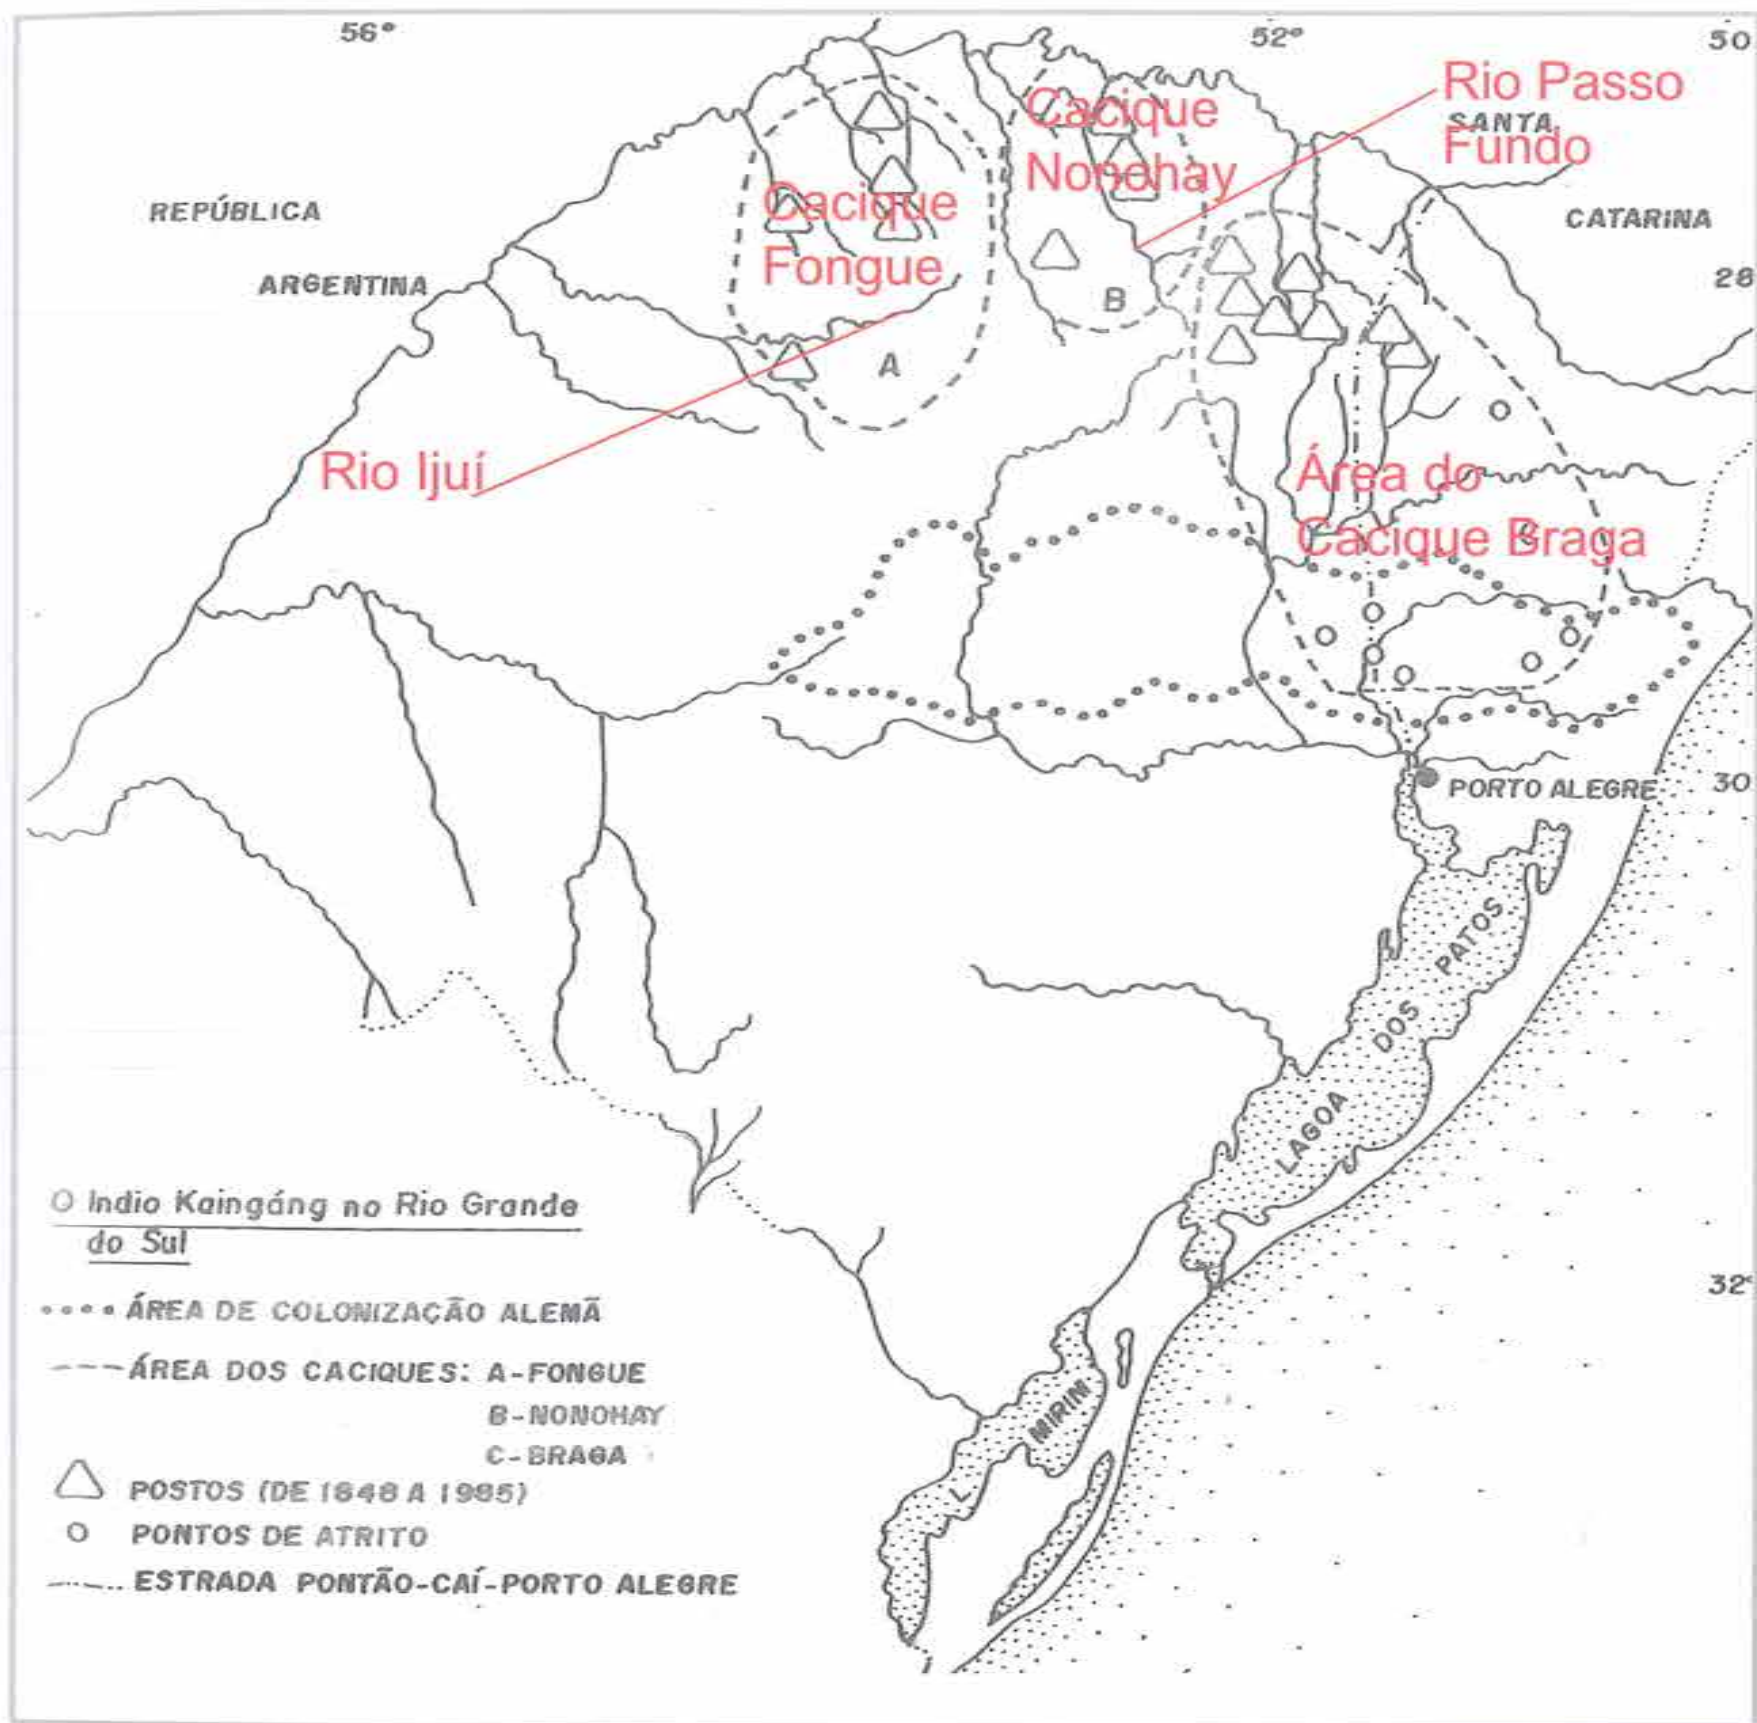 56°
52°
50
Rio Passo
Fundo
SANTA
CATARINA
Cacique
Nonohay
Cacique
Fongue
REPÚBLICA
ARGENTINA
28
B
A
Rio Ijuí
Área do
Cacique Braga
C
PORTO ALEGRE
30
LAGOA DOS PATOS
32°
L. MIRIM
O Indio Kaingáng no Rio Grande
do Sul
ÁREA DE COLONIZAÇÃO ALEMÃ
ÁREA DOS CACIQUES: A-FONGUE
B-NONOHAY
C-BRAGA
POSTOS (DE 1848 A 1985)
PONTOS DE ATRITO
ESTRADA PONTÃO-CAÍ-PORTO ALEGRE